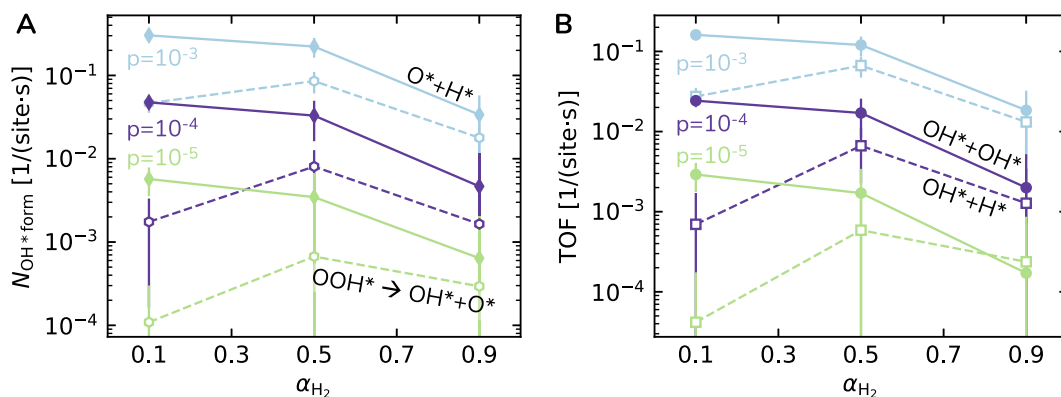 A
N_OH* form [1/(site·s)]
10⁻¹
10⁻²
10⁻³
10⁻⁴
p=10⁻³
p=10⁻⁴
p=10⁻⁵
O*+H*
OOH* → OH*+O*
0.1 0.3 0.5 0.7 0.9
α_H₂
B
TOF [1/(site·s)]
10⁻¹
10⁻²
10⁻³
10⁻⁴
p=10⁻³
p=10⁻⁴
p=10⁻⁵
OH*+OH*
OH*+H*
0.1 0.3 0.5 0.7 0.9
α_H₂